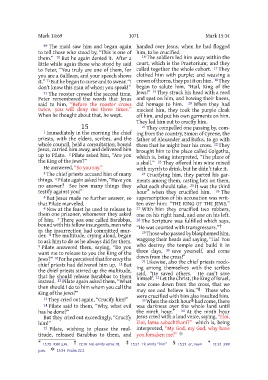 Mark 14:69
1071
Mark 15:34
69 The maid saw him and began again
to tell those who stood by, "This is one of
them." 70 But he again denied it. After a
little while again those who stood by said
to Peter, "You truly are one of them, for
you are a Galilean, and your speech shows
it." 71 But he began to curse and to swear, "I
don't know this man of whom you speak!"
72 The rooster crowed the second time.
Peter remembered the words that Jesus
said to him, "Before the rooster crows
twice, you will deny me three times."
When he thought about that, he wept.
15
1 Immediately in the morning the chief
priests, with the elders, scribes, and the
whole council, held a consultation, bound
Jesus, carried him away, and delivered him
up to Pilate. 2 Pilate asked him, "Are you
the King of the Jews?"
He answered, "So you say."
3 The chief priests accused him of many
things. 4 Pilate again asked him, "Have you
no answer? See how many things they
testify against you!"
5 But Jesus made no further answer, so
that Pilate marveled.
6 Now at the feast he used to release to
them one prisoner, whomever they asked
of him. 7 There was one called Barabbas,
bound with his fellow insurgents, men who
in the insurrection had committed mur-
der. 8 The multitude, crying aloud, began
to ask him to do as he always did for them.
9 Pilate answered them, saying, "Do you
want me to release to you the King of the
Jews?" 10 For he perceived that for envy the
chief priests had delivered him up. 11 But
the chief priests stirred up the multitude,
that he should release Barabbas to them
instead. 12 Pilate again asked them, "What
then should I do to him whom you call the
King of the Jews?"
13 They cried out again, "Crucify him!"
14 Pilate said to them, "Why, what evil
has he done?"
But they cried out exceedingly, "Crucify
him!"
15 Pilate, wishing to please the mul-
titude, released Barabbas to them, and
handed over Jesus, when he had flogged
him, to be crucified.
16 The soldiers led him away within the
court, which is the Praetorium; and they
called together the whole cohort. 17 They
clothed him with purple; and weaving a
crown of thorns, they put it on him. 18 They
began to salute him, "Hail, King of the
Jews!" 19 They struck his head with a reed
and spat on him, and bowing their knees,
did homage to him. 20 When they had
mocked him, they took the purple cloak
off him, and put his own garments on him.
They led him out to crucify him.
21 They compelled one passing by, com-
ing from the country, Simon of Cyrene, the
father of Alexander and Rufus, to go with
them that he might bear his cross. 22 They
brought him to the place called Golgotha,
which is, being interpreted, "The place of
a skull." 23 They offered him wine mixed
with myrrh to drink, but he didn't take it.
24 Crucifying him, they parted his gar-
ments among them, casting lots on them,
what each should take. 25 It was the third
hour when they crucified him. 26 The
superscription of his accusation was writ-
ten over him: "THE KING OF THE JEWS."
27 With him they crucified two robbers,
one on his right hand, and one on his left.
28 The Scripture was fulfilled which says,
"He was counted with transgressors."
29 Those who passed by blasphemed him,
wagging their heads and saying, "Ha! You
who destroy the temple and build it in
three days, 30 save yourself, and come
down from the cross!"
31 Likewise, also the chief priests mock-
ing among themselves with the scribes
said, "He saved others. He can't save
himself. 32 Let the Christ, the King of Israel,
now come down from the cross, that we
may see and believe him." Those who
were crucified with him also insulted him.
33 When the sixth hour had come, there
was darkness over the whole land until
the ninth hour. 34 At the ninth hour
Jesus cried with a loud voice, saying, "Eloi,
Eloi, lama sabachthani?" which is, being
interpreted, "My God, my God, why have
you forsaken me?"